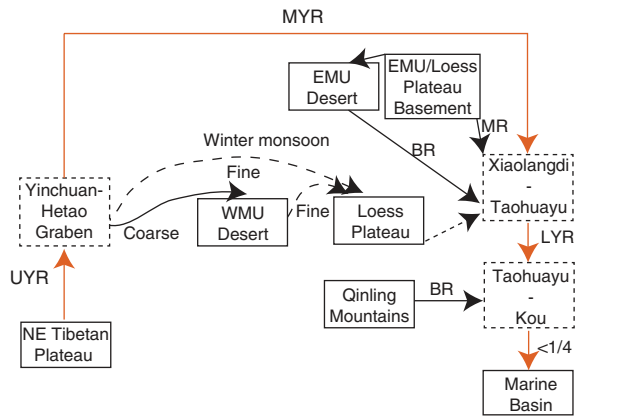 MYR
EMU
Desert
EMU/Loess
Plateau
Basement
MR
BR
Winter monsoon
Fine
Xiaolangdi
-
Taohuayu
Yinchuan-
Hetao
Graben
Coarse
WMU
Desert
Fine
Loess
Plateau
LYR
UYR
Taohuayu
-
Kou
BR
Qinling
Mountains
NE Tibetan
Plateau
<1/4
Marine
Basin